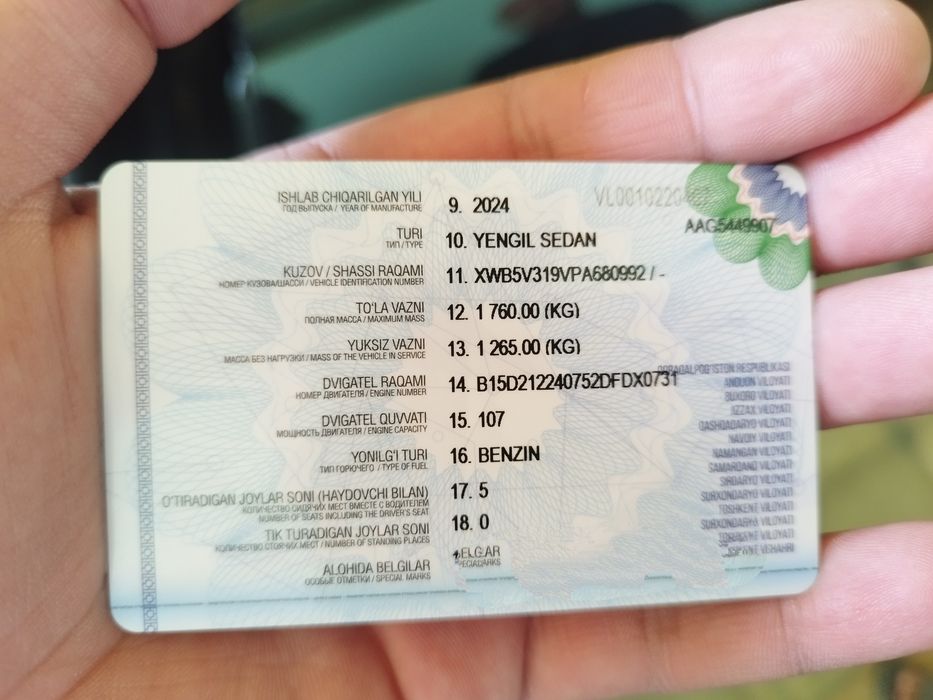 ISHLAB CHIQARILGAN YILI
ГОД ВЫПУСКА / YEAR OF MANUFACTURE
9. 2024
VL0010220
AAG5449907
TURI
ТИП / TYPE
10. YENGIL SEDAN
KUZOV / SHASSI RAQAMI
НОМЕР КУЗОВА/ШАССИ / VEHICLE IDENTIFICATION NUMBER
11. XWB5V319VPA680992 / -
TO'LA VAZNI
ПОЛНАЯ МАССА / MAXIMUM MASS
12. 1 760.00 (KG)
YUKSIZ VAZNI
МАССА БЕЗ НАГРУЗКИ / MASS OF THE VEHICLE IN SERVICE
13. 1 265.00 (KG)
DVIGATEL RAQAMI
НОМЕР ДВИГАТЕЛЯ / ENGINE NUMBER
14. B15D212240752DFDX0731
DVIGATEL QUVVATI
МОЩНОСТЬ ДВИГАТЕЛЯ / ENGINE CAPACITY
15. 107
YONILG'I TURI
ТИП ГОРЮЧЕГО / TYPE OF FUEL
16. BENZIN
O'TIRADIGAN JOYLAR SONI (HAYDOVCHI BILAN)
КОЛИЧЕСТВО СИДЯЧИХ МЕСТ ВМЕСТЕ С ВОДИТЕЛЕМ
NUMBER OF SEATS INCLUDING THE DRIVER'S SEAT
17. 5
TIK TURADIGAN JOYLAR SONI
КОЛИЧЕСТВО СТОЯЧИХ МЕСТ / NUMBER OF STANDING PLACES
18. 0
ALOHIDA BELGILAR
ОСОБЫЕ ОТМЕТКИ / SPECIAL MARKS
BUXORO VILOYATI
JIZZAX VILOYATI
QASHQADARYO VILOYATI
NAVOIY VILOYATI
NAMANGAN VILOYATI
SAMARQAND VILOYATI
SIRDARYO VILOYATI
SURXONDARYO VILOYATI
TOSHKENT VILOYATI
SURXONDARYO VILOYATI